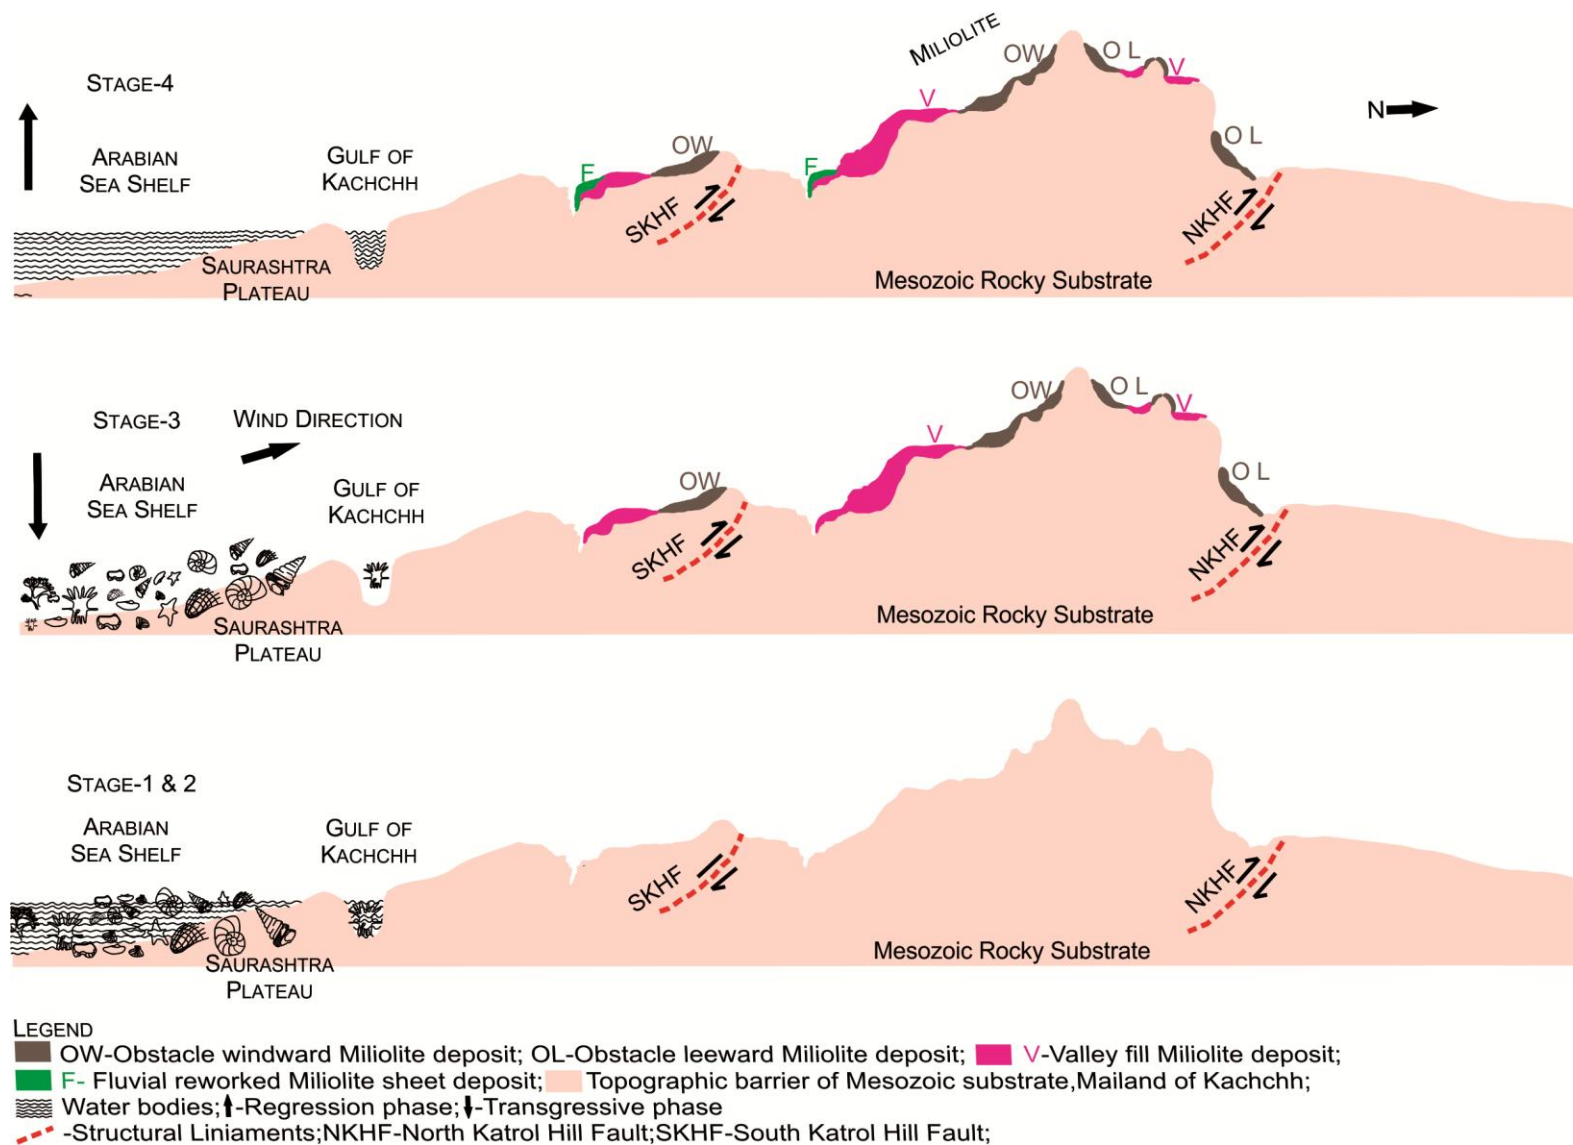 MILIOLITE
OW
O L
V
STAGE-4
V
N
ARABIAN
SEA SHELF
GULF OF
KACHCHH
F
OW
F
O L
SKHF
NKHF
SAURASHTRA
PLATEAU
Mesozoic Rocky Substrate
OW
O L
V
STAGE-3
WIND DIRECTION
V
ARABIAN
SEA SHELF
GULF OF
KACHCHH
OW
O L
SKHF
NKHF
SAURASHTRA
PLATEAU
Mesozoic Rocky Substrate
STAGE-1 & 2
ARABIAN
SEA SHELF
GULF OF
KACHCHH
SKHF
NKHF
SAURASHTRA
PLATEAU
Mesozoic Rocky Substrate
LEGEND
OW-Obstacle windward Miliolite deposit; OL-Obstacle leeward Miliolite deposit; V-Valley fill Miliolite deposit;
F- Fluvial reworked Miliolite sheet deposit; Topographic barrier of Mesozoic substrate,Mailand of Kachchh;
Water bodies; -Regression phase; -Transgressive phase
-Structural Liniaments;NKHF-North Katrol Hill Fault;SKHF-South Katrol Hill Fault;